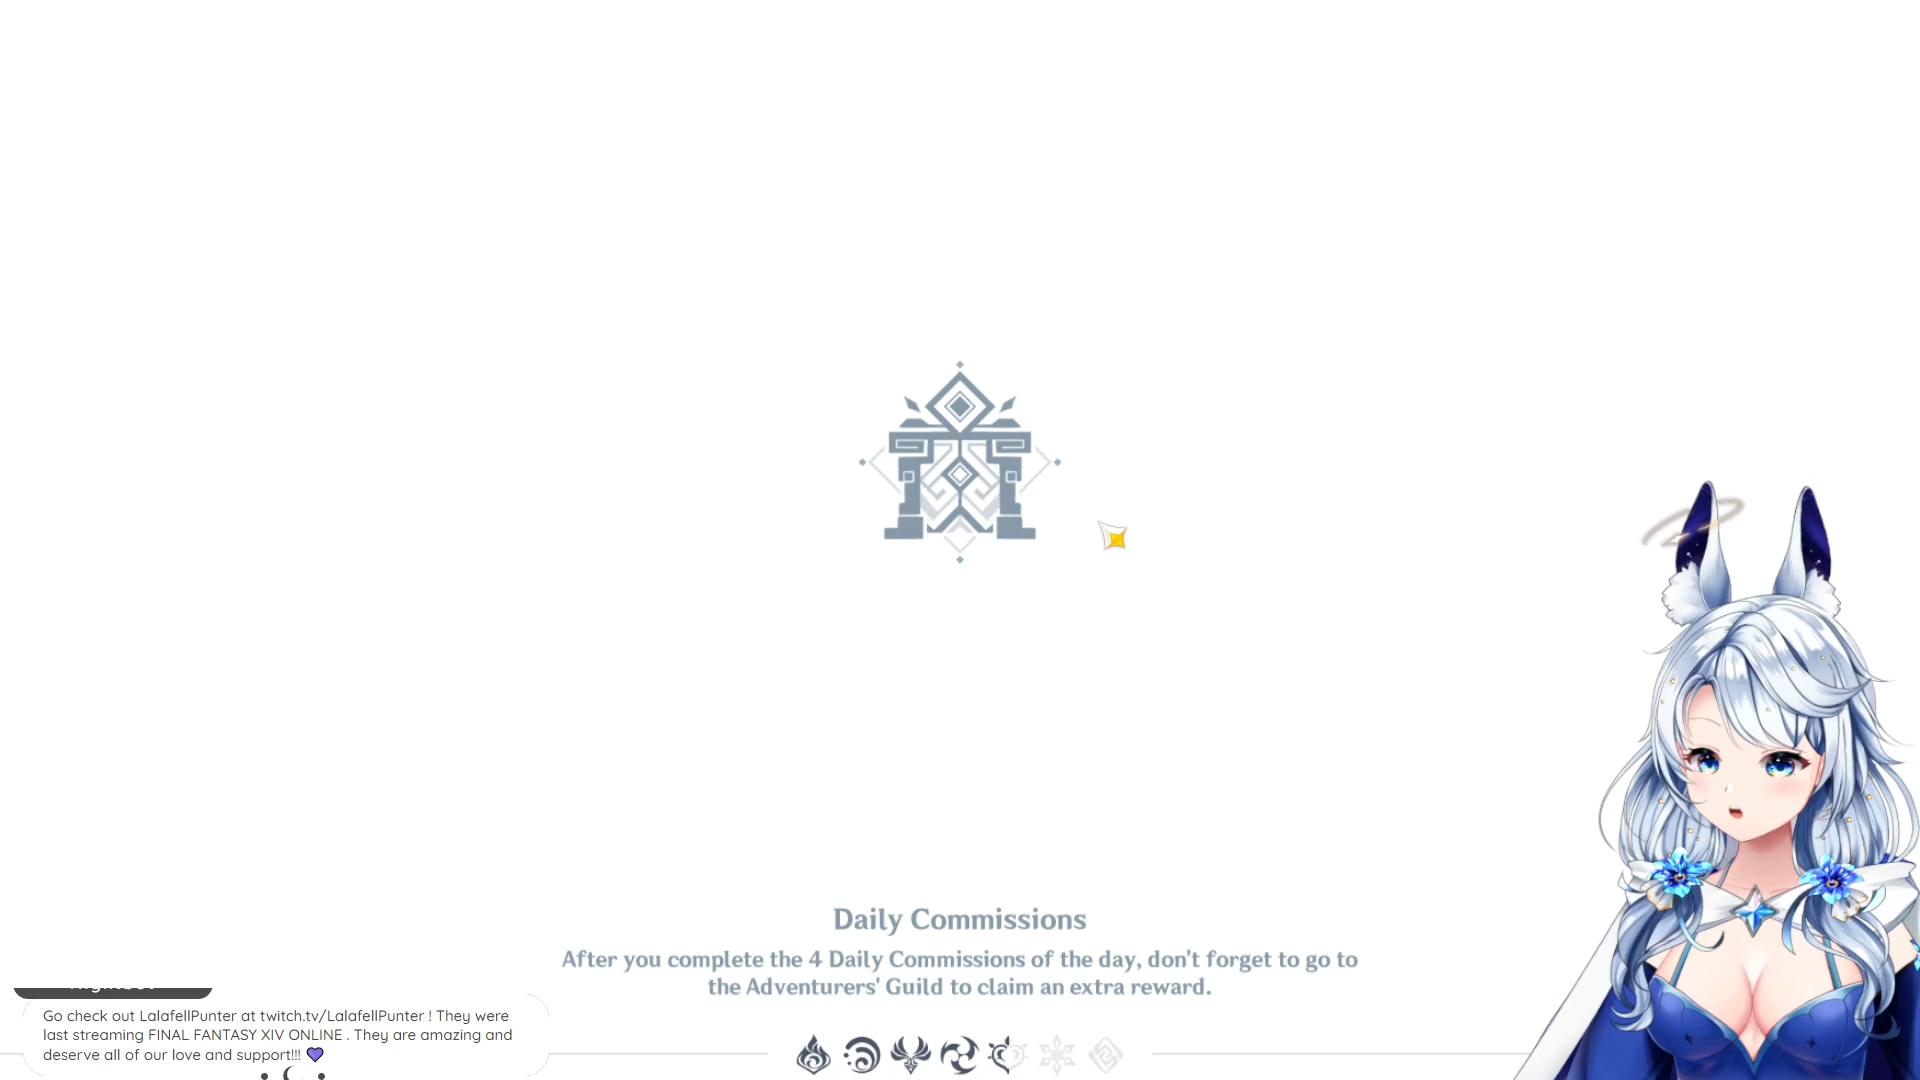 Daily Commissions
After you complete the 4 Daily Commissions of the day, don't forget to go to
the Adventurers' Guild to claim an extra reward.
Go check out LalafellPunter at twitch.tv/LalafellPunter ! They were
last streaming FINAL FANTASY XIV ONLINE . They are amazing and
deserve all of our love and support!!! 💜